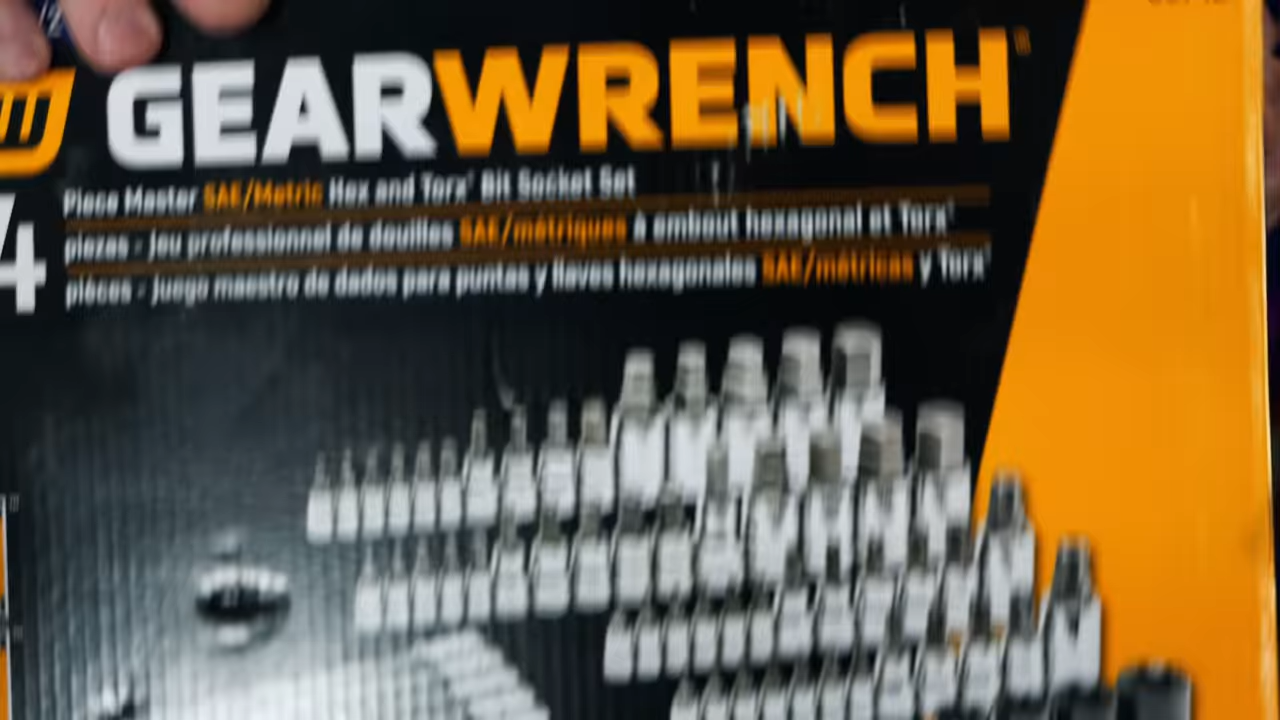 GEARWRENCH
4
Piece Master SAE/Metric Hex and Torx® Bit Socket Set
piezas - Jeu professionnel de douilles SAE/métriques à embout hexagonal et Torx®
pièces - Juego maestro de dados para puntas y llaves hexagonales SAE/métricas y Torx®